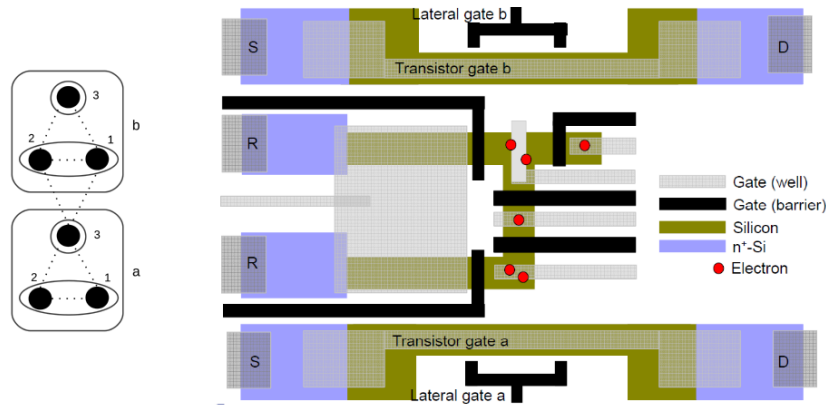 3
b
2
1
3
a
2
1
Lateral gate b
S
D
Transistor gate b
R
R
Gate (well)
Gate (barrier)
Silicon
n⁺-Si
Electron
Transistor gate a
S
D
Lateral gate a